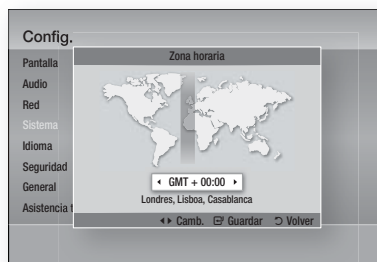 Config.
Zona horaria
Pantalla
Audio
Red
Sistema
Idioma
Seguridad
General
Asistencia
GMT + 00:00
Londres, Lisboa, Casablanca
Camb. Guardar Volver